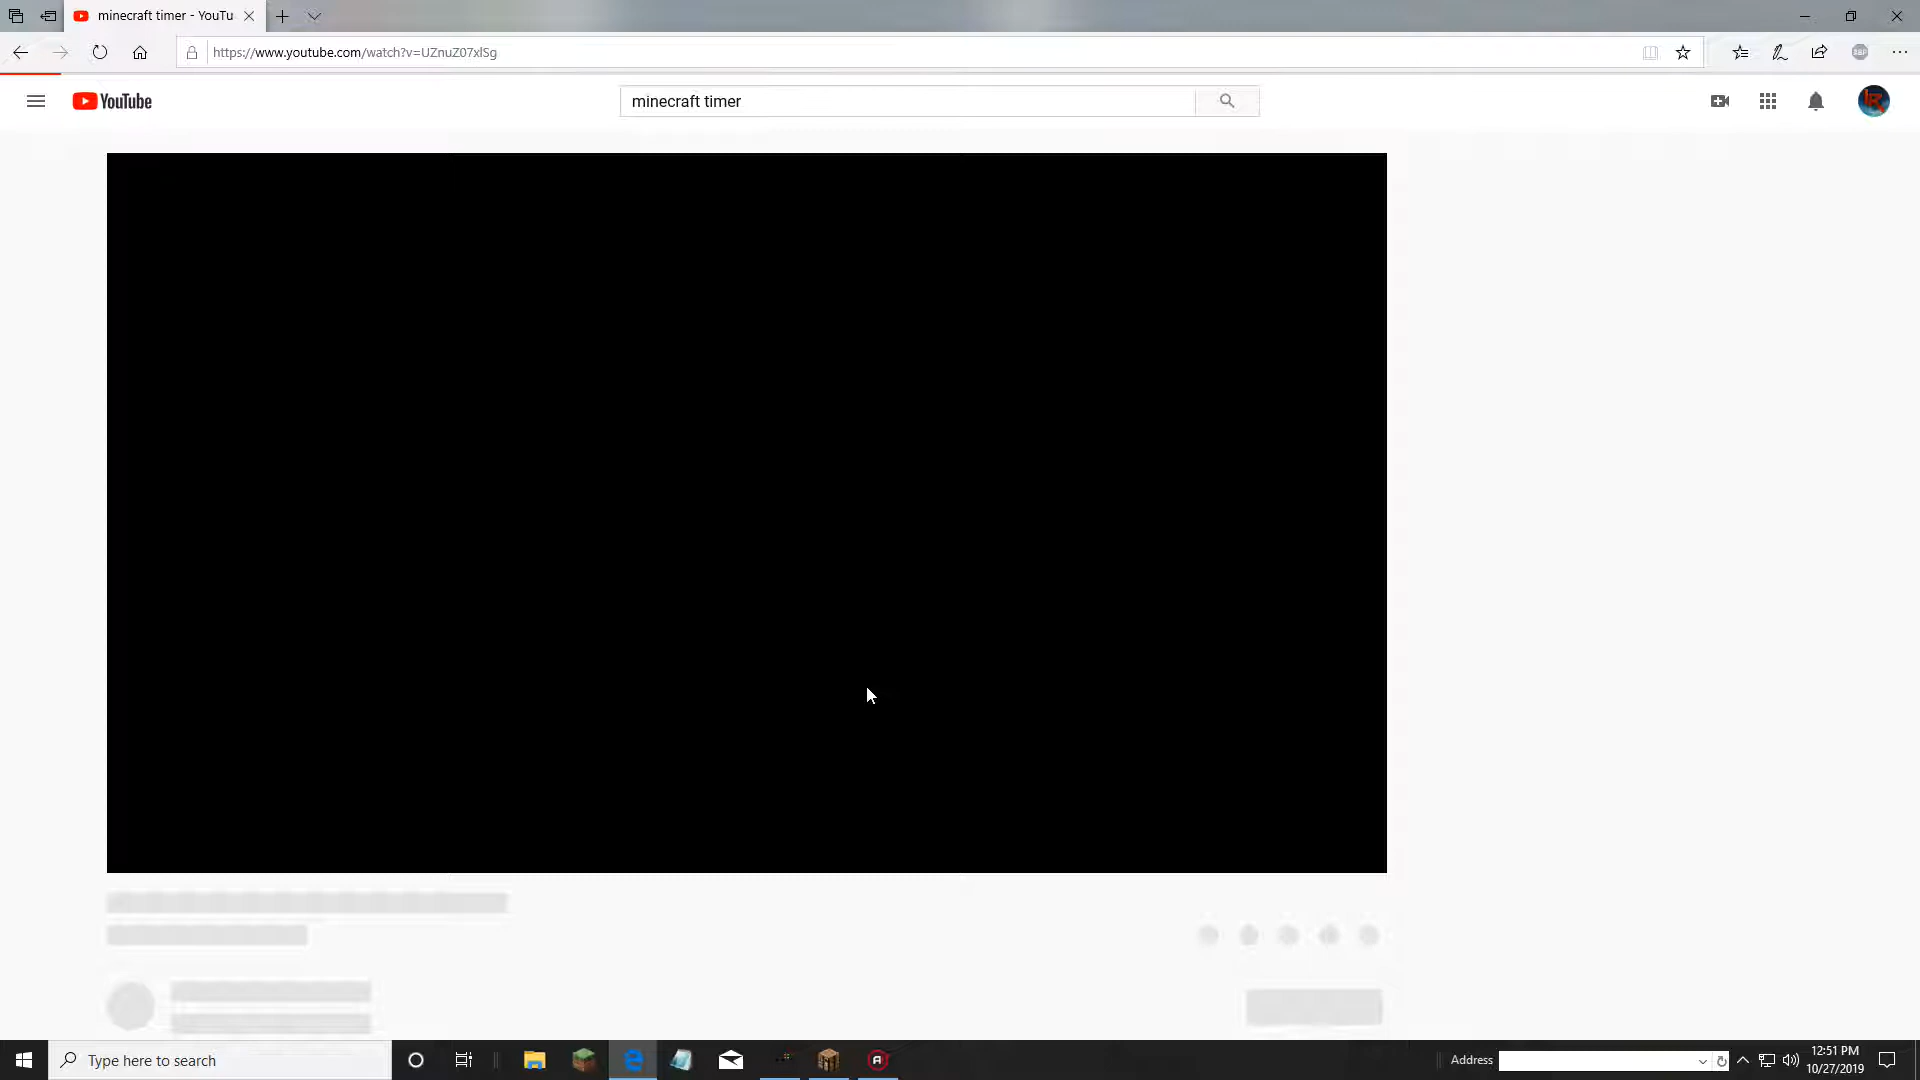 minecraft timer - YouTu
https://www.youtube.com/watch?v=UZnuZ07xlSg
YouTube
minecraft timer
Type here to search
Address
12:51 PM
10/27/2019